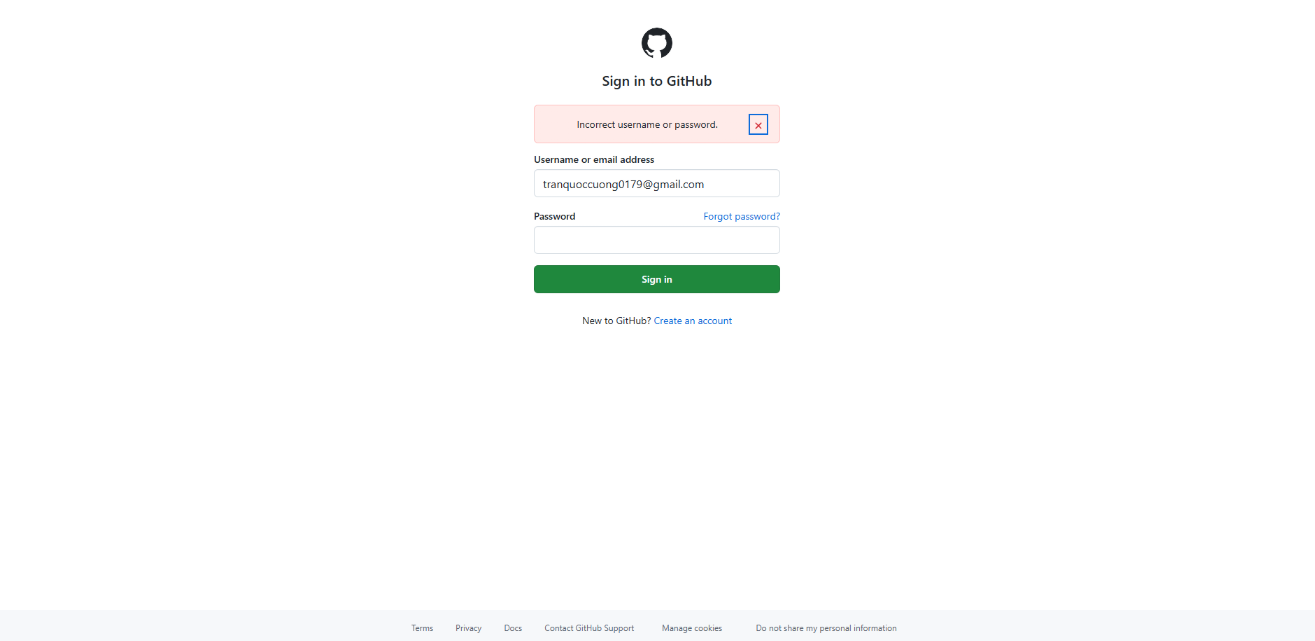 Sign in to GitHub
Incorrect username or password.
Username or email address
tranquoccuong0179@gmail.com
Password Forgot password?
Sign in
New to GitHub? Create an account
Terms Privacy Docs Contact GitHub Support Manage cookies Do not share my personal information